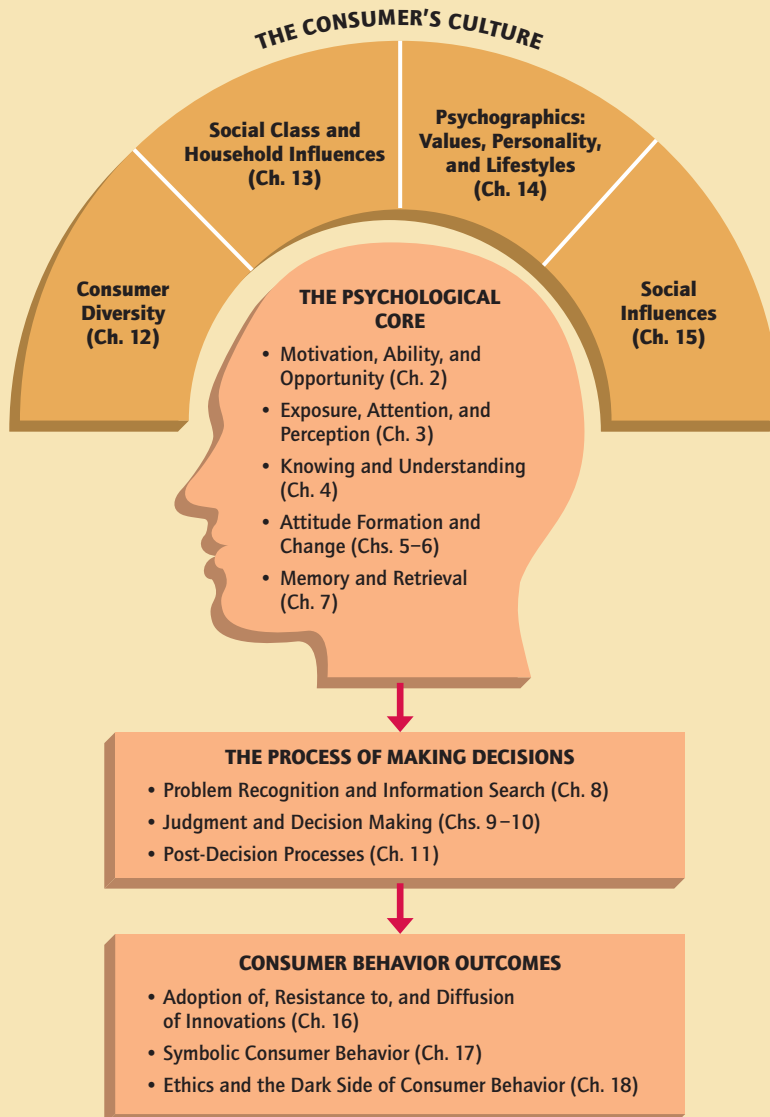 THE CONSUMER'S CULTURE
Social Class and
Household Influences
(Ch. 13)
Psychographics:
Values, Personality,
and Lifestyles
(Ch. 14)
Consumer
Diversity
(Ch. 12)
Social
Influences
(Ch. 15)
THE PSYCHOLOGICAL
CORE
• Motivation, Ability, and
Opportunity (Ch. 2)
• Exposure, Attention, and
Perception (Ch. 3)
• Knowing and Understanding
(Ch. 4)
• Attitude Formation and
Change (Chs. 5–6)
• Memory and Retrieval
(Ch. 7)
THE PROCESS OF MAKING DECISIONS
• Problem Recognition and Information Search (Ch. 8)
• Judgment and Decision Making (Chs. 9–10)
• Post-Decision Processes (Ch. 11)
CONSUMER BEHAVIOR OUTCOMES
• Adoption of, Resistance to, and Diffusion
of Innovations (Ch. 16)
• Symbolic Consumer Behavior (Ch. 17)
• Ethics and the Dark Side of Consumer Behavior (Ch. 18)